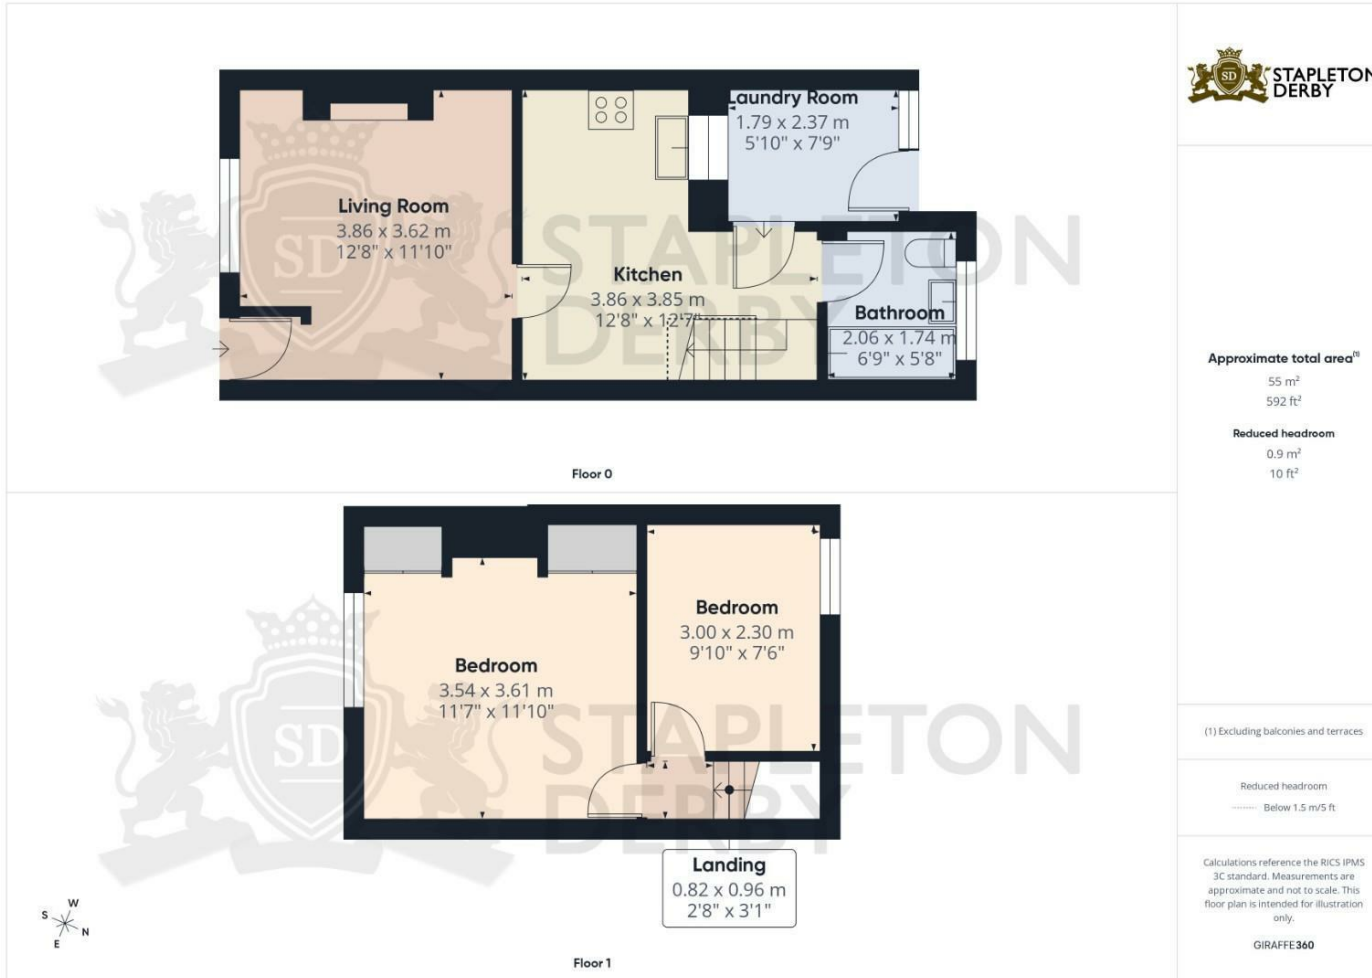 Laundry Room
1.79 x 2.37 m
5'10" x 7'9"
Living Room
3.86 x 3.62 m
12'8" x 11'10"
SD
STAPLETON
DERBY
Kitchen
3.86 x 3.85 m
12'8" x 12'7"
Bathroom
2.06 x 1.74 m
6'9" x 5'8"
Floor 0
Bedroom
3.54 x 3.61 m
11'7" x 11'10"
Bedroom
3.00 x 2.30 m
9'10" x 7'6"
SD
STAPLETON
DERBY
Landing
0.82 x 0.96 m
2'8" x 3'1"
S W
E N
Floor 1
SD
STAPLETON
DERBY
Approximate total area(1)
55 m²
592 ft²
Reduced headroom
0.9 m²
10 ft²
(1) Excluding balconies and terraces
Reduced headroom
Below 1.5 m/5 ft
Calculations reference the RICS IPMS
3C standard. Measurements are
approximate and not to scale. This
floor plan is intended for illustration
only.
GIRAFFE360